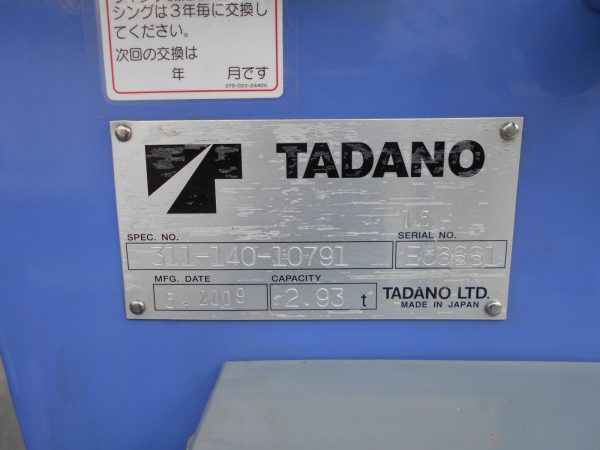 シングは3年毎に交換し
てください。
次回の交換は
年 月です
370-022-24400
TADANO
SPEC. NO.
SERIAL NO.
311-140-10791
MFG. DATE
CAPACITY
2.93 t
TADANO LTD.
MADE IN JAPAN